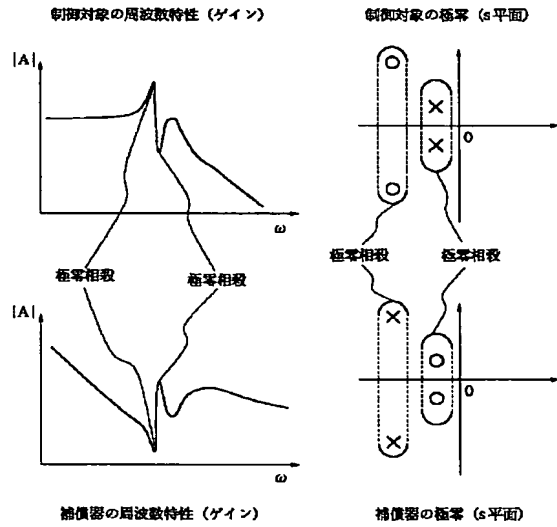 制御対象の周波数特性（ゲイン）
制御対象の極零（s平面）
|A|
ω
0
極零相殺
極零相殺
極零相殺
極零相殺
|A|
ω
0
補償器の周波数特性（ゲイン）
補償器の極零（s平面）